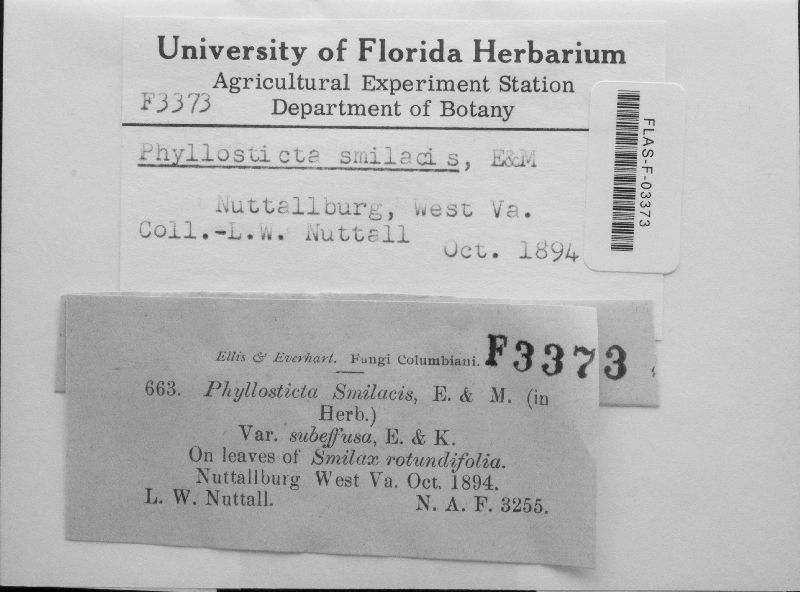 University of Florida Herbarium
Agricultural Experiment Station
F3373
Department of Botany
Phyllosticta smilacis, E&M
Nuttallburg, West Va.
Coll.-L.W. Nuttall
Oct. 1894
FLAS-F-03373
Ellis & Everhart. Fungi Columbiani.
F3373
663. Phyllosticta Smilacis, E. & M. (in
Herb.)
Var. subeffusa, E. & K.
On leaves of Smilax rotundifolia.
Nuttallburg West Va. Oct. 1894.
L. W. Nuttall. N. A. F. 3255.